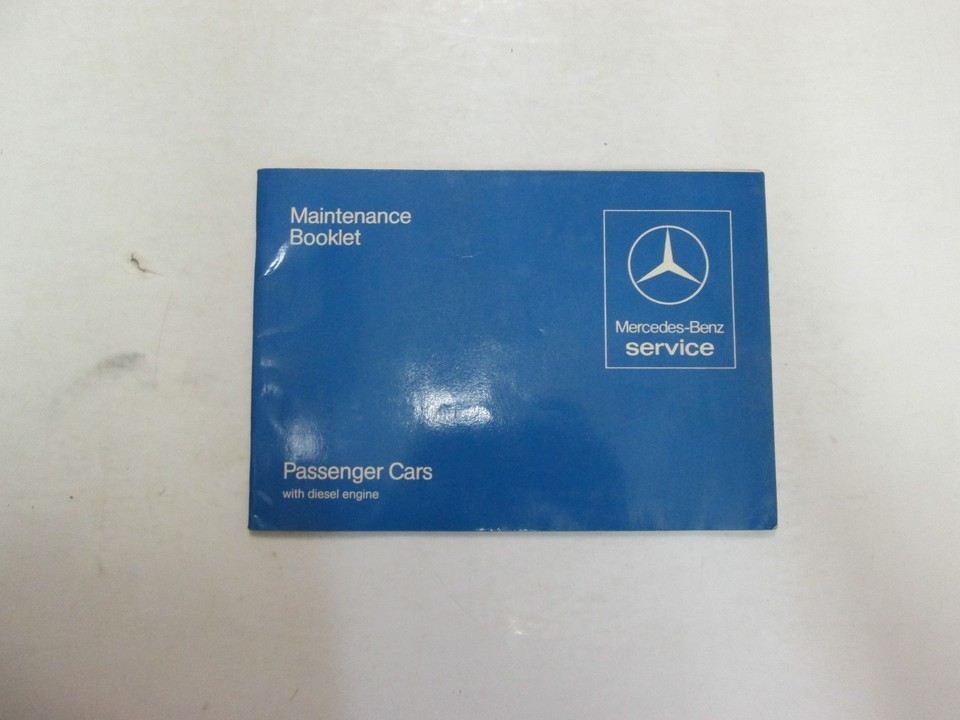 Maintenance
Booklet
Mercedes-Benz
service
Passenger Cars
with diesel engine